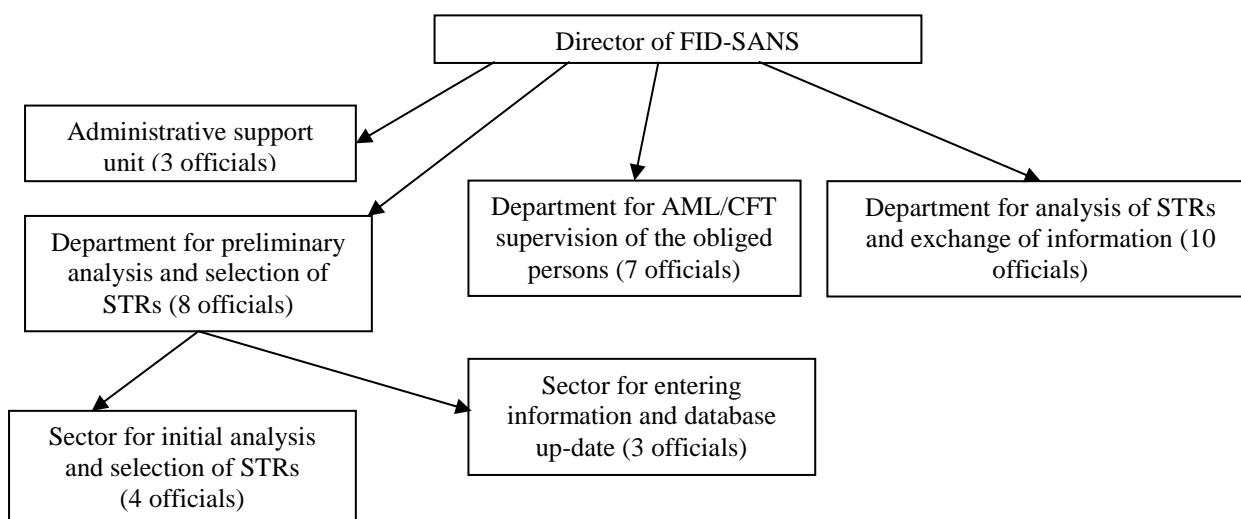 Director of FID-SANS
Administrative support
unit (3 officials)
Department for AML/CFT
supervision of the obliged
persons (7 officials)
Department for analysis of STRs
and exchange of information (10
officials)
Department for preliminary
analysis and selection of
STRs (8 officials)
Sector for entering
information and database
up-date (3 officials)
Sector for initial analysis
and selection of STRs
(4 officials)